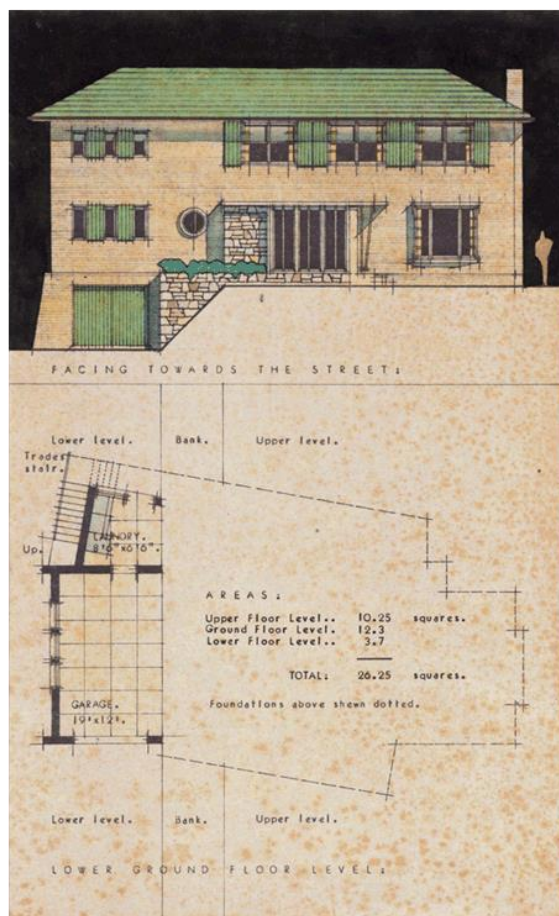 FACING TOWARDS THE STREET:
Lower level. Bank. Upper level.
Trades
stair.
LAUNDRY.
8'6"x6'6".
Up.
AREAS:
Upper Floor Level.. 10.25 squares.
Ground Floor Level. 12.3
Lower Floor Level.. 3.7
TOTAL: 26.25 squares.
GARAGE.
19'x12'.
Foundations above shewn dotted.
Lower level. Bank. Upper level.
LOWER GROUND FLOOR LEVEL: